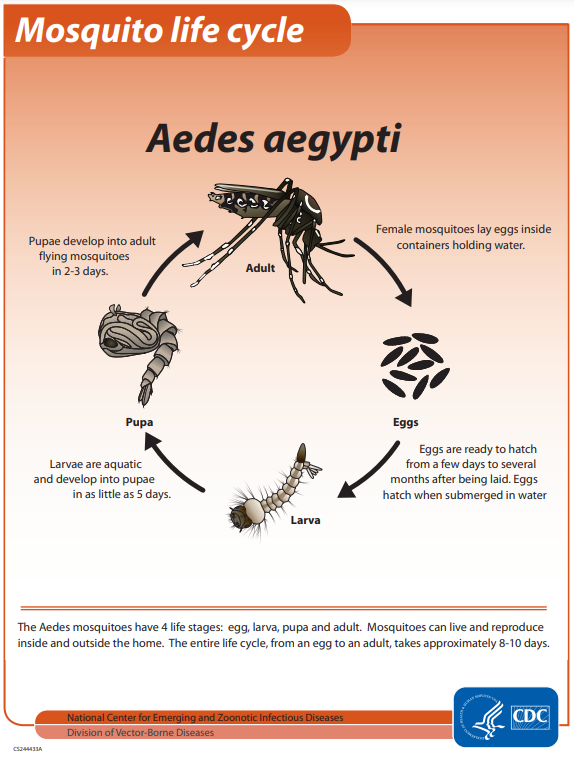 Mosquito life cycle
Aedes aegypti
Pupae develop into adult
flying mosquitoes
in 2-3 days.
Adult
Female mosquitoes lay eggs inside
containers holding water.
Pupa
Eggs
Larvae are aquatic
and develop into pupae
in as little as 5 days.
Eggs are ready to hatch
from a few days to several
months after being laid. Eggs
hatch when submerged in water
Larva
The Aedes mosquitoes have 4 life stages: egg, larva, pupa and adult. Mosquitoes can live and reproduce
inside and outside the home. The entire life cycle, from an egg to an adult, takes approximately 8-10 days.
National Center for Emerging and Zoonotic Infectious Diseases
Division of Vector-Borne Diseases
CDC
CS244433A